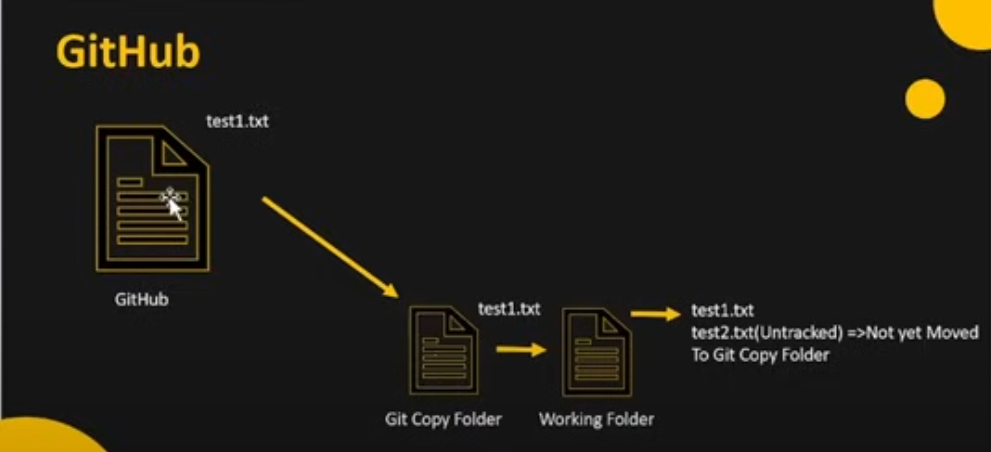 GitHub
test1.txt
GitHub
test1.txt
test1.txt
test2.txt(Untracked) =>Not yet Moved
To Git Copy Folder
Git Copy Folder
Working Folder